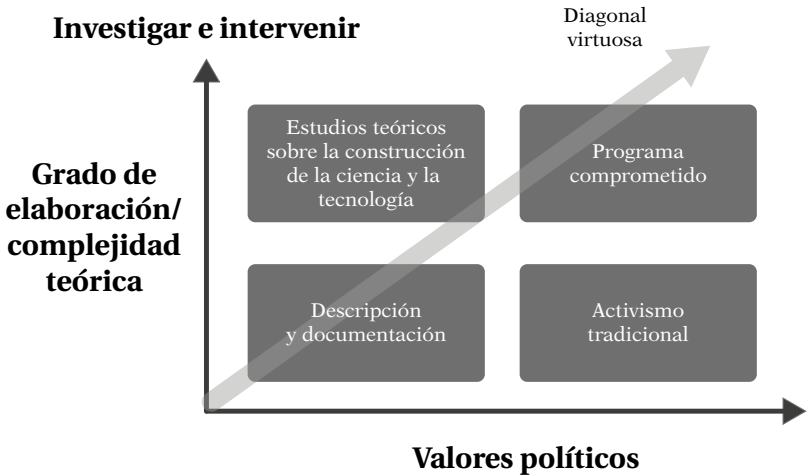 Investigar e intervenir
Diagonal
virtuosa
Grado de
elaboración/
complejidad
teórica
Estudios teóricos
sobre la construcción
de la ciencia y la
tecnología
Programa
comprometido
Descripción
y documentación
Activismo
tradicional
Valores políticos